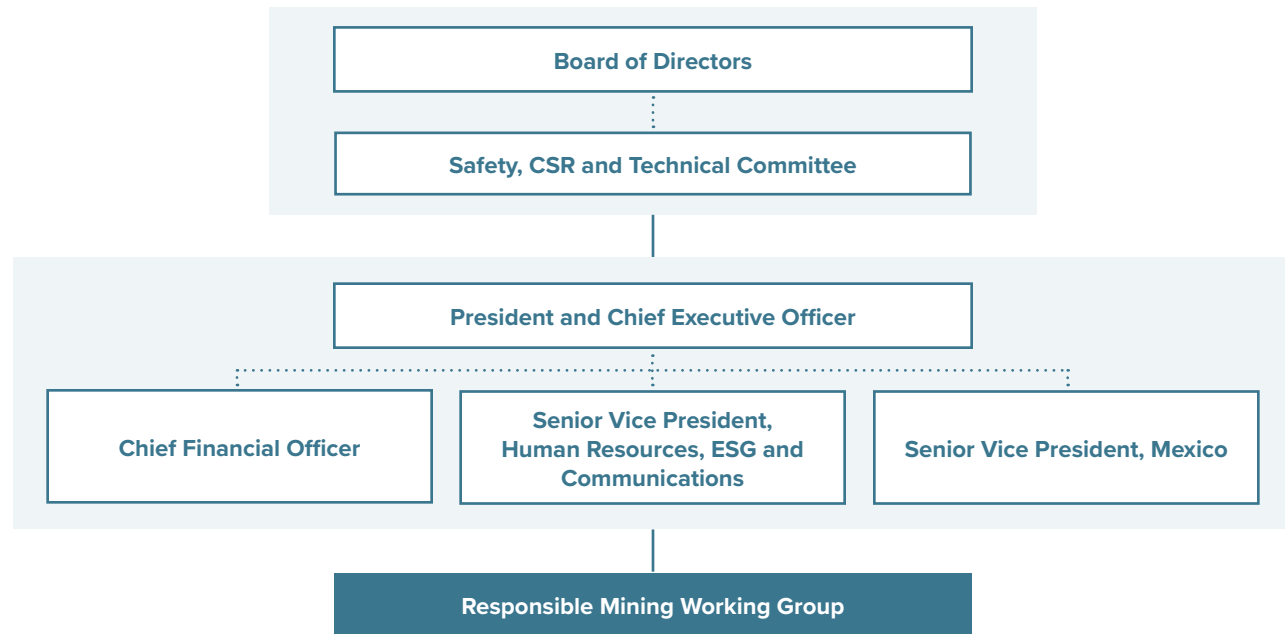 Board of Directors
Safety, CSR and Technical Committee
President and Chief Executive Officer
Chief Financial Officer
Senior Vice President,
Human Resources, ESG and
Communications
Senior Vice President, Mexico
Responsible Mining Working Group